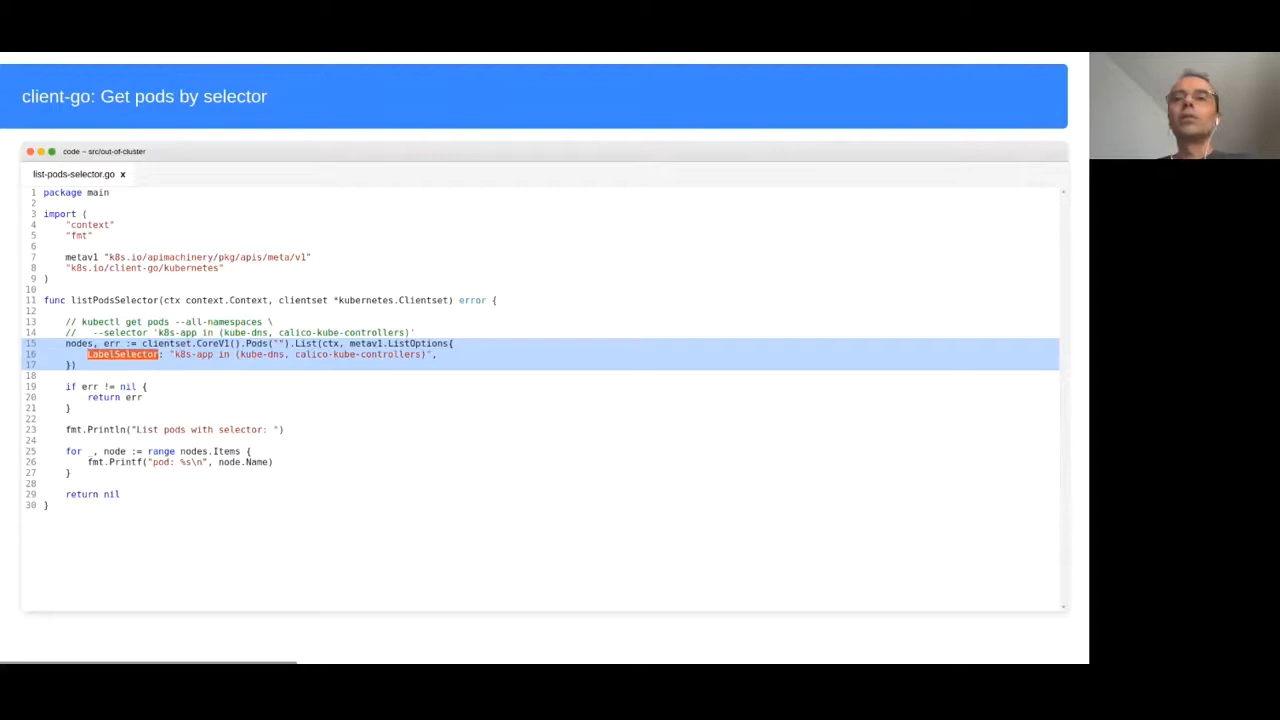 client-go: Get pods by selector
code – src/out-of-cluster
list-pods-selector.go x
1 package main
2
3 import (
4 "context"
5 "fmt"
6
7 metav1 "k8s.io/apimachinery/pkg/apis/meta/v1"
8 "k8s.io/client-go/kubernetes"
9 )
10
11 func listPodsSelector(ctx context.Context, clientset *kubernetes.Clientset) error {
12
13 // kubectl get pods --all-namespaces \
14 //   --selector 'k8s-app in (kube-dns, calico-kube-controllers)'
15 nodes, err := clientset.CoreV1().Pods("").List(ctx, metav1.ListOptions{
16 LabelSelector: "k8s-app in (kube-dns, calico-kube-controllers)",
17 })
18
19 if err != nil {
20 return err
21 }
22
23 fmt.Println("List pods with selector: ")
24
25 for _, node := range nodes.Items {
26 fmt.Printf("pod: %s\n", node.Name)
27 }
28
29 return nil
30 }